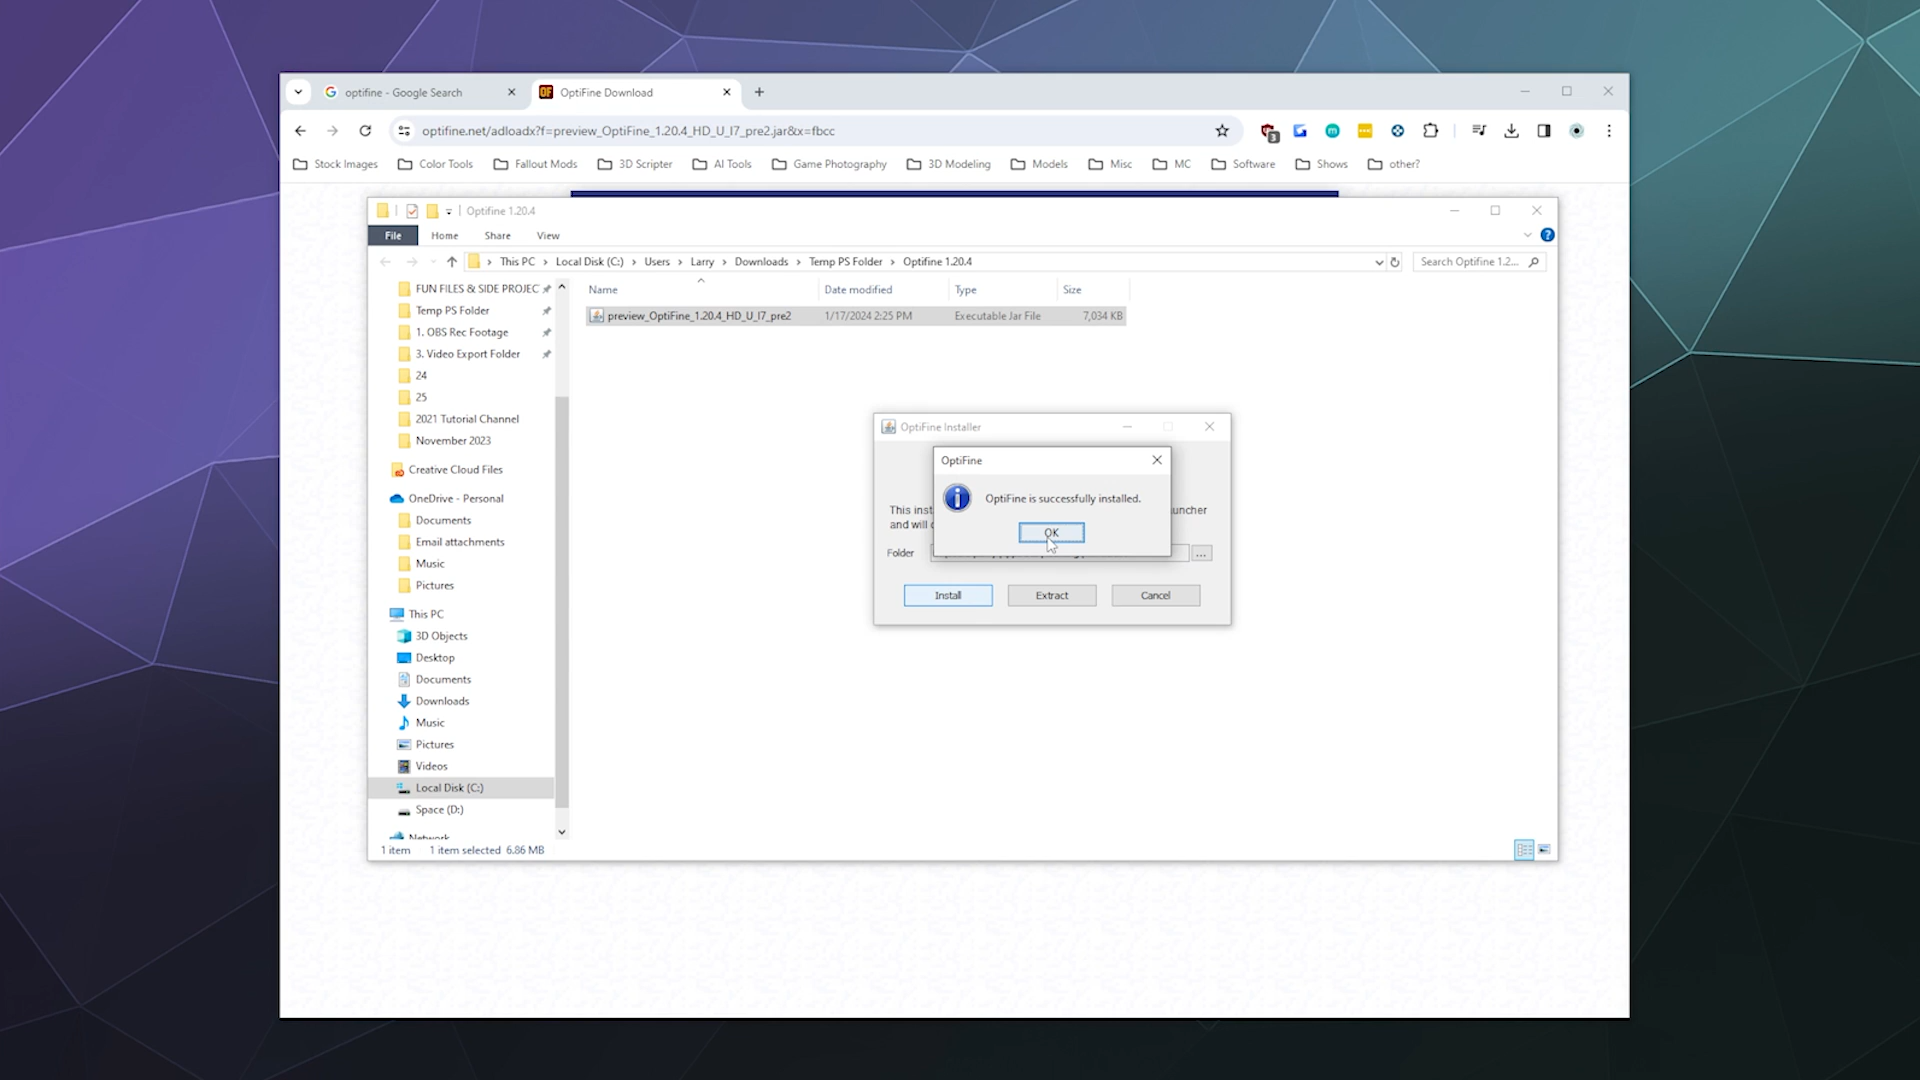 optifine - Google Search
OptiFine Download
optifine.net/adloadx?f=preview_OptiFine_1.20.4_HD_U_I7_pre2.jar&x=fbcc
3
Stock Images
Color Tools
Fallout Mods
3D Scripter
AI Tools
Game Photography
3D Modeling
Models
Misc
MC
Software
Shows
other?
Optifine 1.20.4
File
Home
Share
View
This PC
Local Disk (C:)
Users
Larry
Downloads
Temp PS Folder
Optifine 1.20.4
Search Optifine 1.2...
Name
Date modified
Type
Size
preview_OptiFine_1.20.4_HD_U_I7_pre2
1/17/2024 2:25 PM
Executable Jar File
7,034 KB
FUN FILES & SIDE PROJEC
Temp PS Folder
1. OBS Rec Footage
3. Video Export Folder
24
25
2021 Tutorial Channel
November 2023
Creative Cloud Files
OneDrive - Personal
Documents
Email attachments
Music
Pictures
This PC
3D Objects
Desktop
Documents
Downloads
Music
Pictures
Videos
Local Disk (C:)
Space (D:)
Network
1 item
1 item selected 6.86 MB
OptiFine Installer
OptiFine
OptiFine is successfully installed.
OK
This inst
uncher
and will
Folder
...
Install
Extract
Cancel